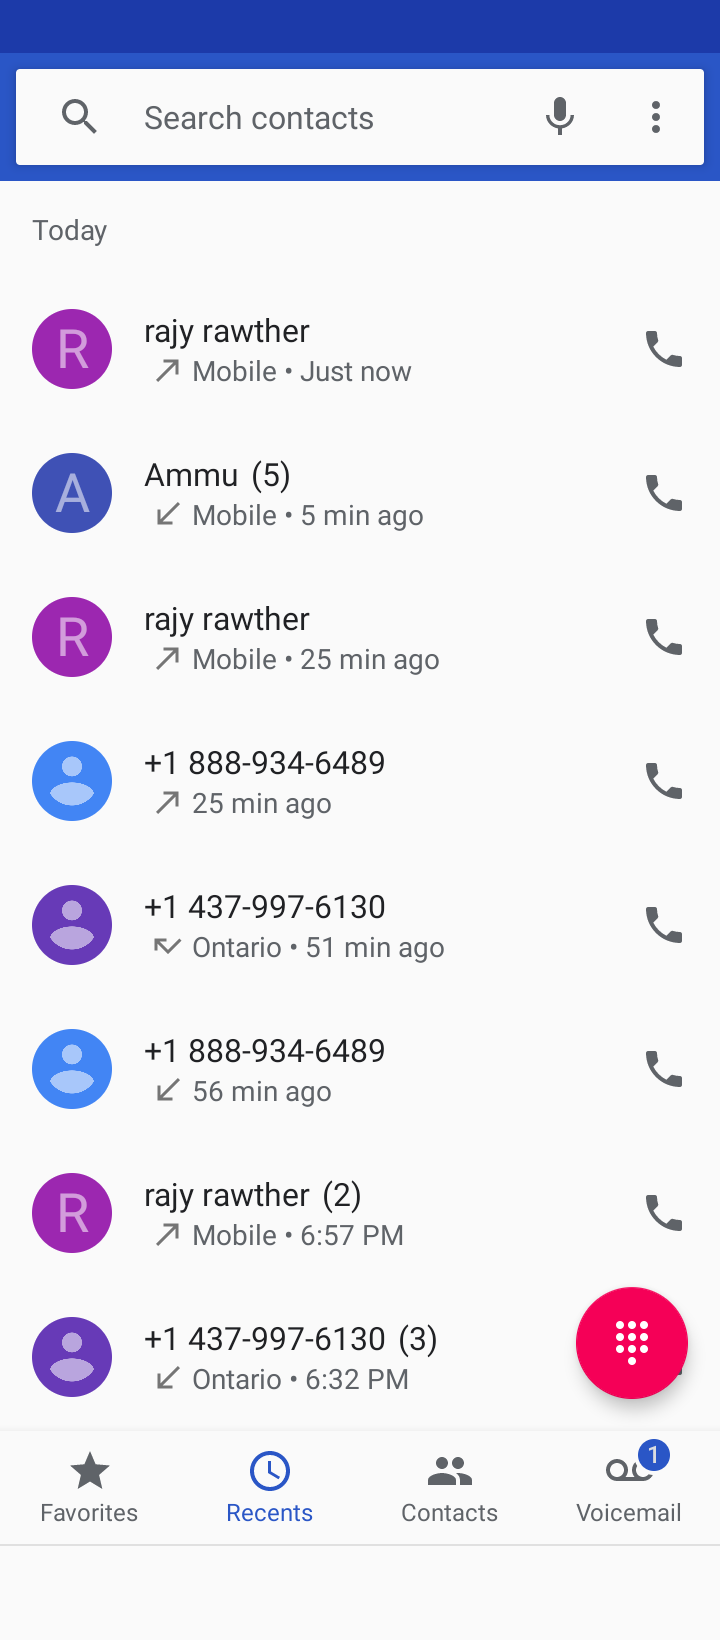 Search contacts
Today
R
rajy rawther
Mobile • Just now
A
Ammu (5)
Mobile • 5 min ago
R
rajy rawther
Mobile • 25 min ago
+1 888-934-6489
25 min ago
+1 437-997-6130
Ontario • 51 min ago
+1 888-934-6489
56 min ago
R
rajy rawther (2)
Mobile • 6:57 PM
+1 437-997-6130 (3)
Ontario • 6:32 PM
1
Favorites Recents Contacts Voicemail